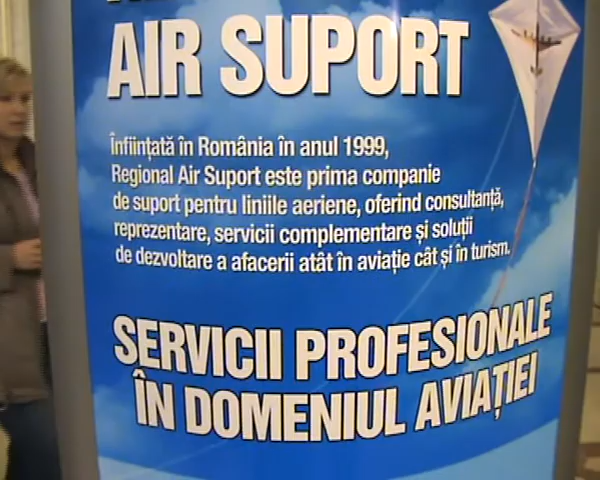 AIR SUPORT
Înființată în România în anul 1999,
Regional Air Suport este prima companie
de suport pentru liniile aeriene, oferind consultanță,
reprezentare, servicii complementare și soluții
de dezvoltare a afacerii atât în aviație cât și în turism.
SERVICII PROFESIONALE
ÎN DOMENIUL AVIAȚIEI